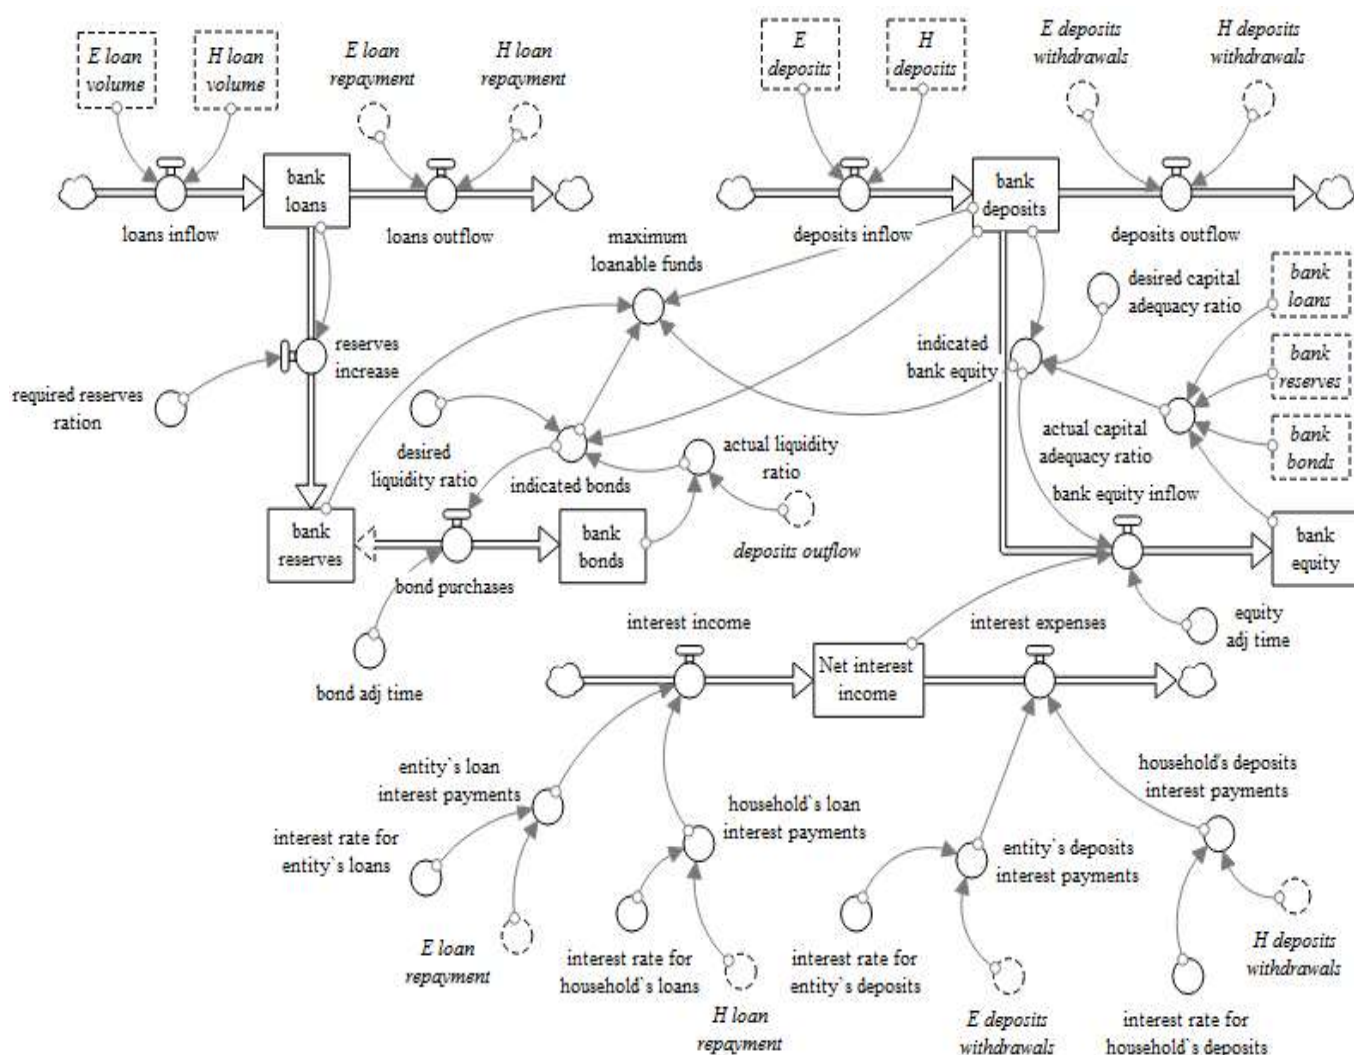 E loan
volume
H loan
volume
E loan
repayment
H loan
repayment
E
deposits
H
deposits
E deposits
withdrawals
H deposits
withdrawals
bank
loans
loans inflow
loans outflow
bank
deposits
deposits inflow
deposits outflow
maximum
loanable funds
desired capital
adequacy ratio
bank
loans
bank
reserves
bank
bonds
reserves
increase
required reserves
ration
indicated
bank equity
actual capital
adequacy ratio
desired
liquidity ratio
indicated bonds
actual liquidity
ratio
bank equity inflow
bank
reserves
bank
bonds
bank
equity
deposits outflow
bond purchases
bond adj time
equity
adj time
interest income
interest expenses
Net interest
income
entity`s loan
interest payments
interest rate for
entity`s loans
household`s loan
interest payments
household's deposits
interest payments
entity`s deposits
interest payments
E loan
repayment
interest rate for
household`s loans
H loan
repayment
interest rate for
entity`s deposits
E deposits
withdrawals
H deposits
withdrawals
interest rate for
household`s deposits